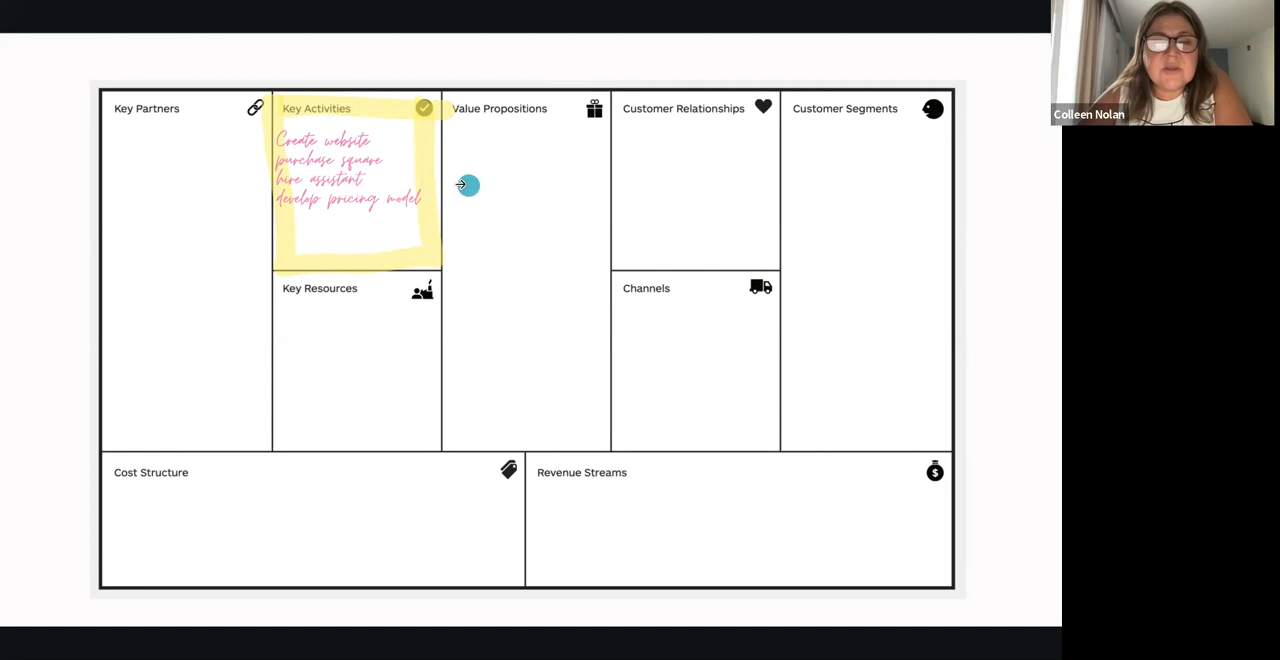 Key Partners
Key Activities
Create website
purchase square
hire assistant
develop pricing model
Key Resources
Value Propositions
Customer Relationships
Channels
Customer Segments
Cost Structure
Revenue Streams
$
Colleen Nolan